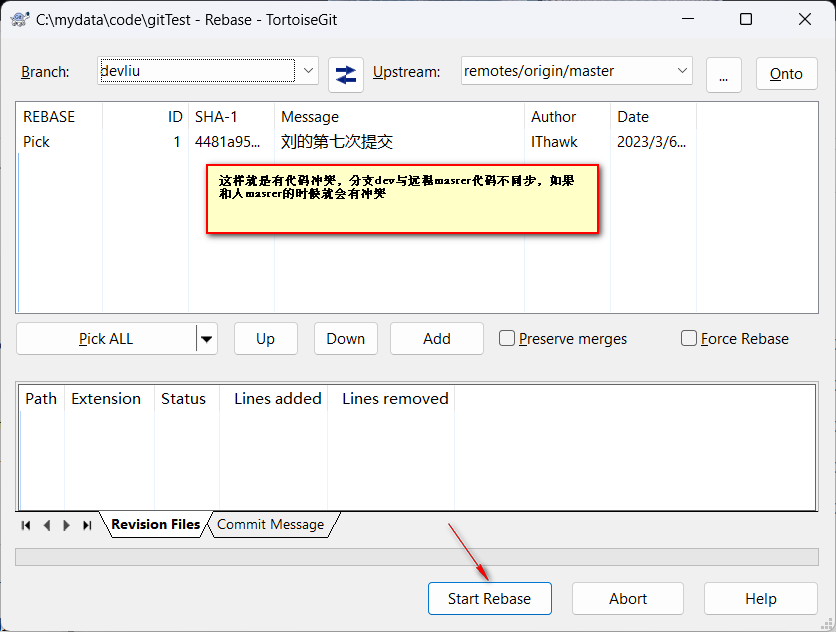 C:\mydata\code\gitTest - Rebase - TortoiseGit
Branch: devliu Upstream: remotes/origin/master ... Onto
REBASE ID SHA-1 Message Author Date
Pick 1 4481a95... 刘的第七次提交 IThawk 2023/3/6...
这样就是有代码冲突，分支dev与远程masrer代码不同步，如果
和人masrer的时候就会有冲突
Pick ALL Up Down Add Preserve merges Force Rebase
Path Extension Status Lines added Lines removed
Revision Files Commit Message
Start Rebase Abort Help